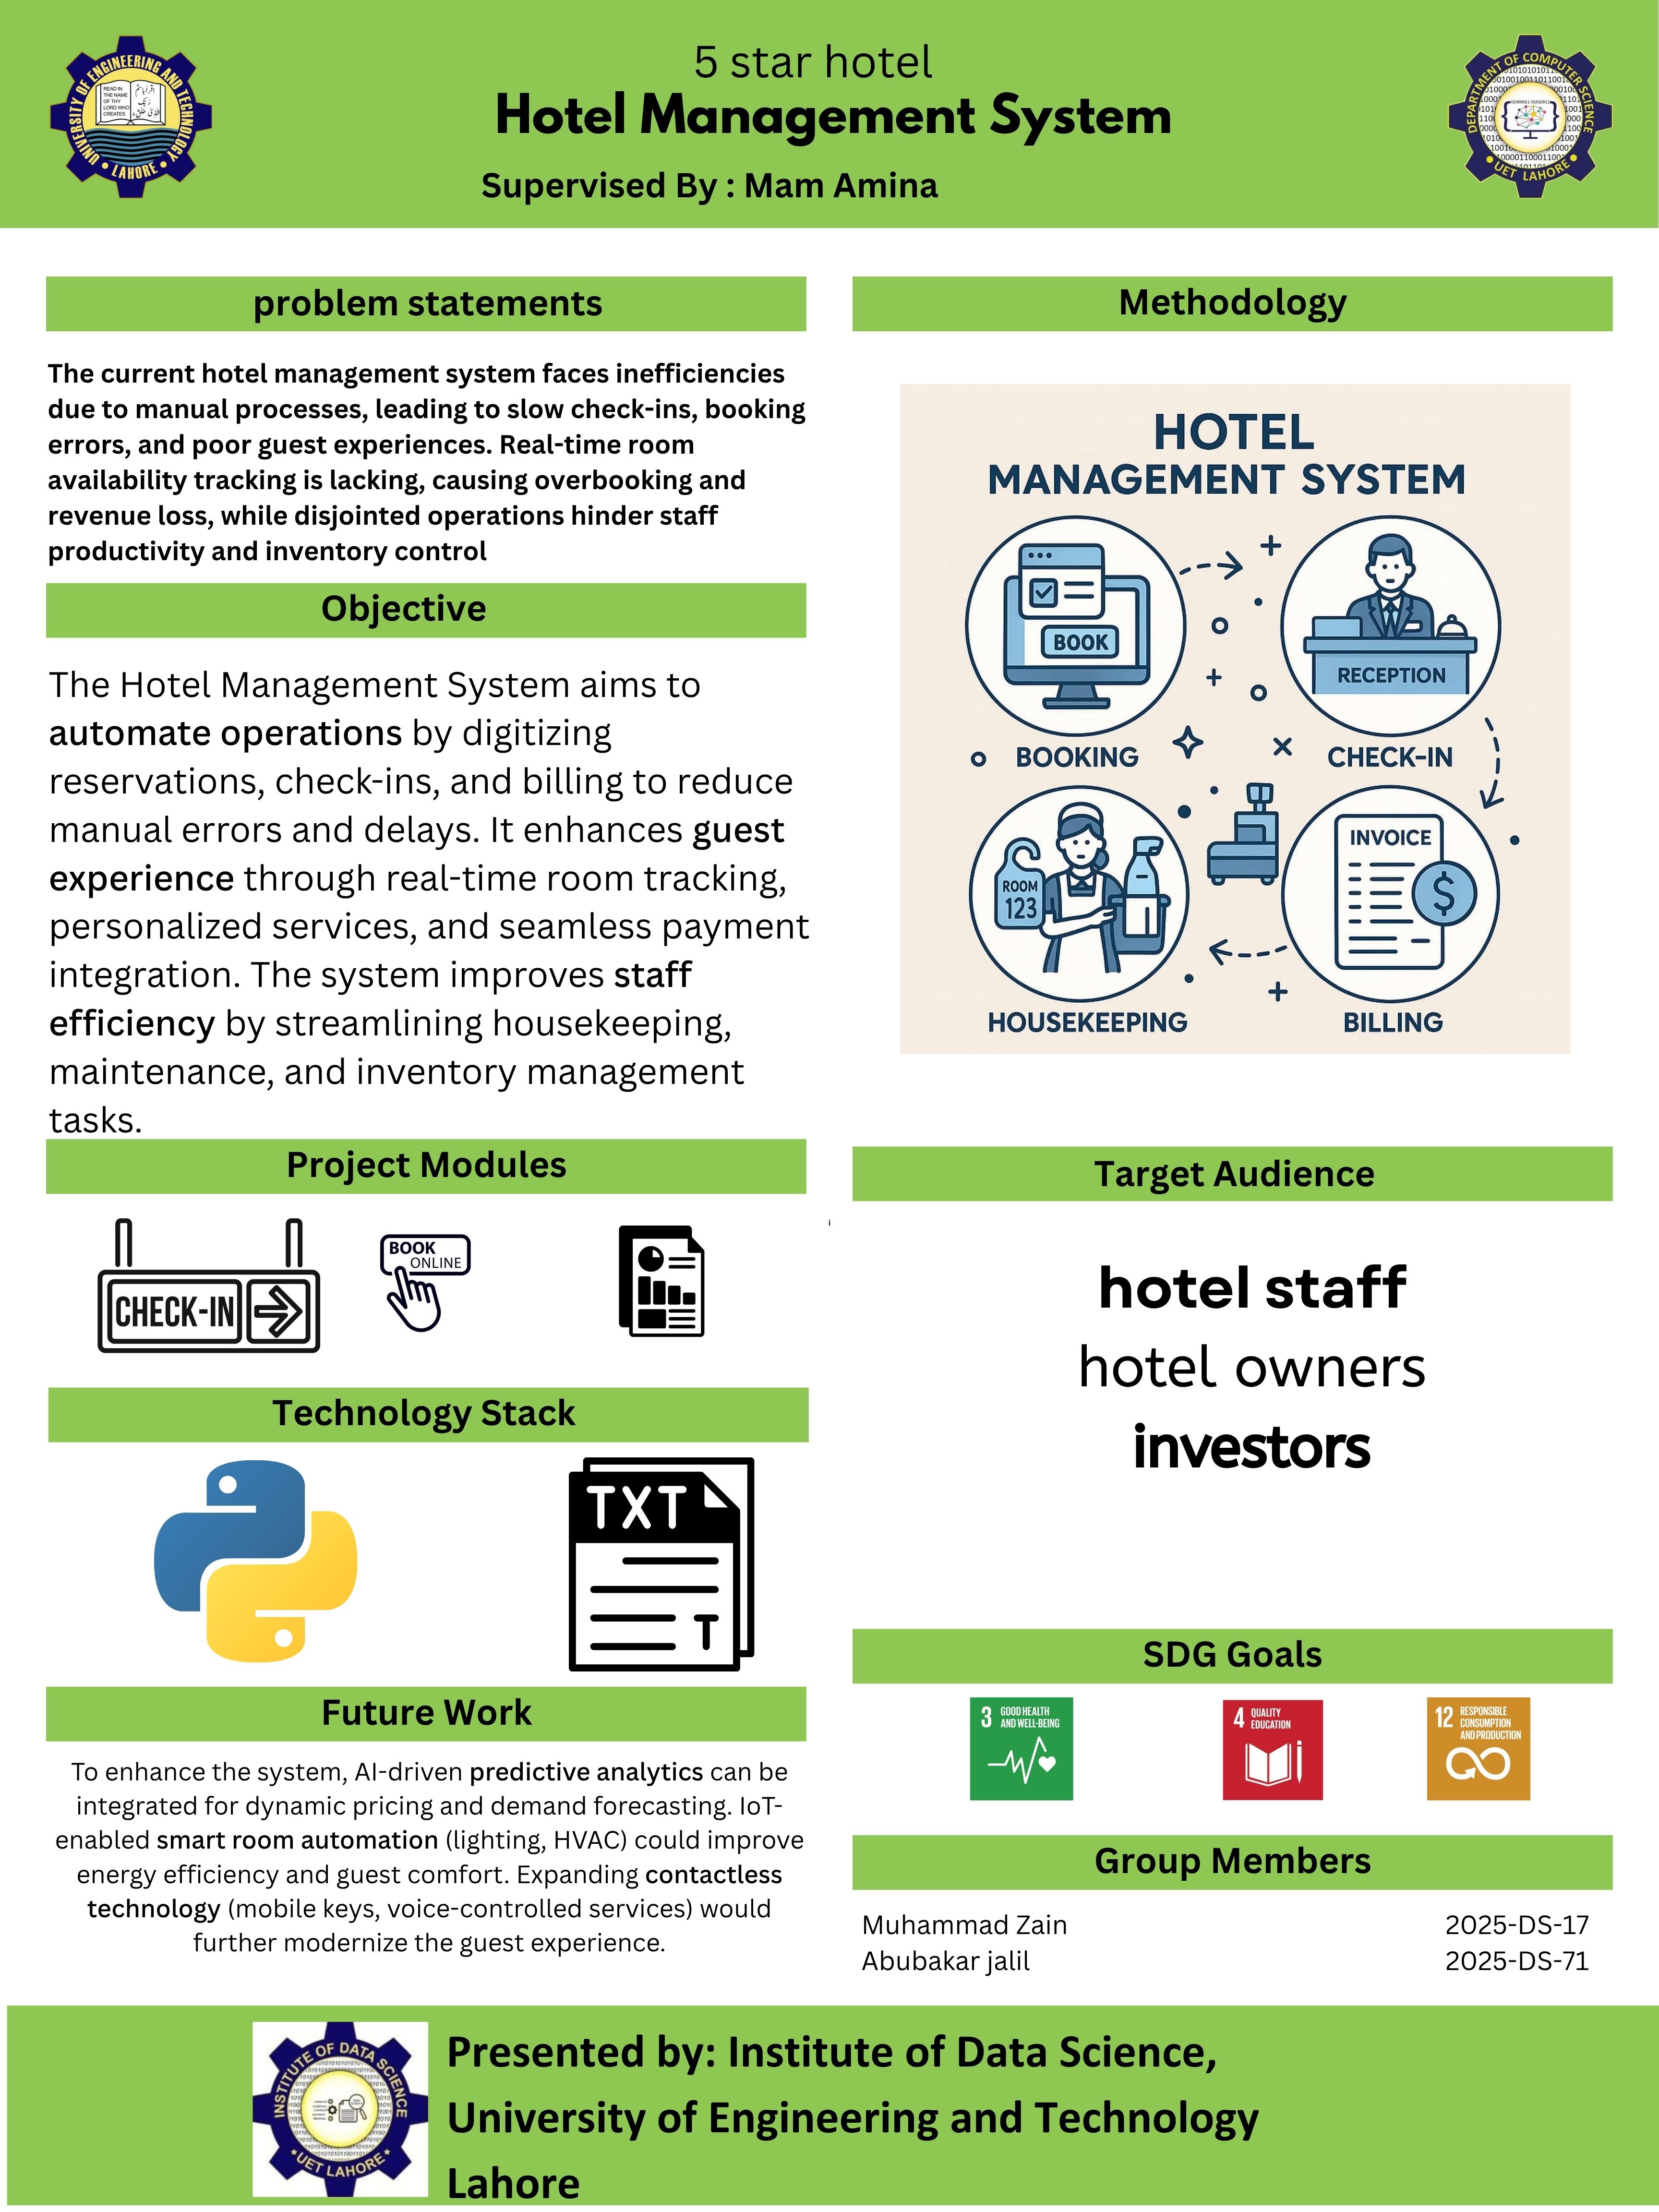 5 star hotel
Hotel Management System
Supervised By : Mam Amina
UNIVERSITY OF ENGINEERING AND TECHNOLOGY
• LAHORE •
READ IN
THE NAME
OF THY
LORD WHO
CREATES
DEPARTMENT OF COMPUTER SCIENCE
• UET LAHORE •
problem statements
The current hotel management system faces inefficiencies
due to manual processes, leading to slow check-ins, booking
errors, and poor guest experiences. Real-time room
availability tracking is lacking, causing overbooking and
revenue loss, while disjointed operations hinder staff
productivity and inventory control
Objective
The Hotel Management System aims to
automate operations by digitizing
reservations, check-ins, and billing to reduce
manual errors and delays. It enhances guest
experience through real-time room tracking,
personalized services, and seamless payment
integration. The system improves staff
efficiency by streamlining housekeeping,
maintenance, and inventory management
tasks.
Project Modules
CHECK-IN
BOOK
ONLINE
Technology Stack
TXT
T
Future Work
To enhance the system, AI-driven predictive analytics can be
integrated for dynamic pricing and demand forecasting. IoT-
enabled smart room automation (lighting, HVAC) could improve
energy efficiency and guest comfort. Expanding contactless
technology (mobile keys, voice-controlled services) would
further modernize the guest experience.
Methodology
HOTEL
MANAGEMENT SYSTEM
BOOK
RECEPTION
BOOKING
CHECK-IN
ROOM
123
INVOICE
$
HOUSEKEEPING
BILLING
Target Audience
i
hotel staff
hotel owners
investors
SDG Goals
3 GOOD HEALTH
AND WELL-BEING
4 QUALITY
EDUCATION
12 RESPONSIBLE
CONSUMPTION
AND PRODUCTION
Group Members
Muhammad Zain 2025-DS-17
Abubakar jalil 2025-DS-71
INSTITUTE OF DATA SCIENCE
• UET LAHORE •
Presented by: Institute of Data Science,
University of Engineering and Technology
Lahore